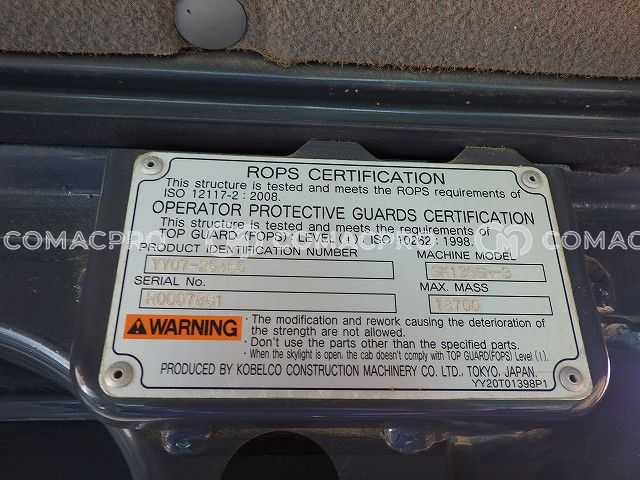 ROPS CERTIFICATION
This structure is tested and meets the ROPS requirements of
ISO 12117-2 : 2008.
OPERATOR PROTECTIVE GUARDS CERTIFICATION
This structure is tested and meets the requirements of
TOP GUARD (FOPS) LEVEL ISO 10262 : 1998.
COMACPRO
PRODUCT IDENTIFICATION NUMBER
MACHINE MODEL
SERIAL No.
MAX. MASS
WARNING
· The modification and rework causing the deterioration of
the strength are not allowed.
· Don't use the parts other than the specified parts.
· When the skylight is open, the cab doesn't comply with TOP GUARD(FOPS) Level (I).
PRODUCED BY KOBELCO CONSTRUCTION MACHINERY CO. LTD., TOKYO, JAPAN.
YY20T01398P1